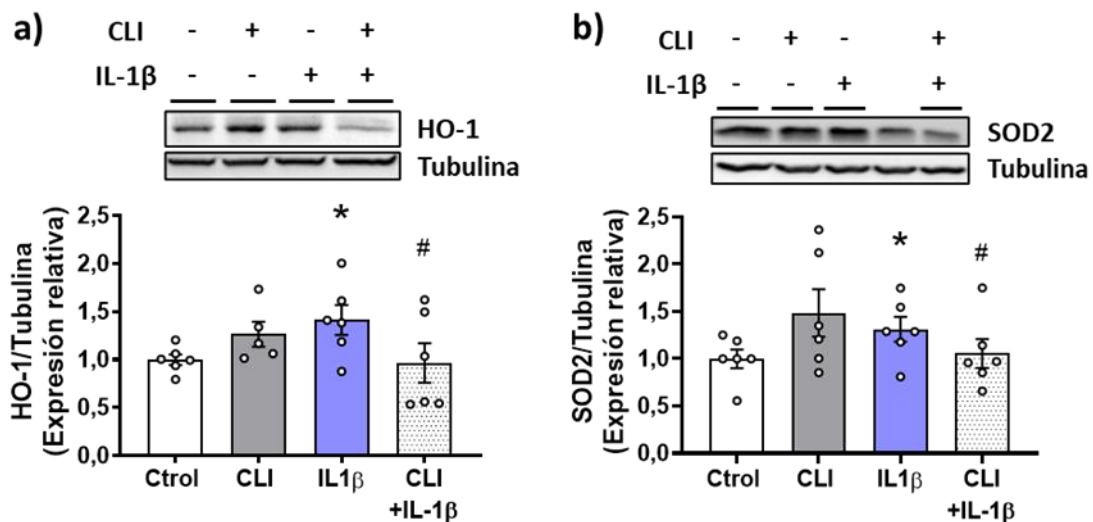 a)
CLI - + - +
IL-1β - - + +
HO-1
Tubulina
HO-1/Tubulina
(Expresión relativa)
2,5
2,0
1,5
1,0
0,5
0,0
*
#
Ctrol CLI IL1β CLI
+IL-1β
b)
CLI - + - +
IL-1β - - + +
SOD2
Tubulina
SOD2/Tubulina
(Expresión relativa)
2,5
2,0
1,5
1,0
0,5
0,0
*
#
Ctrol CLI IL1β CLI
+IL-1β